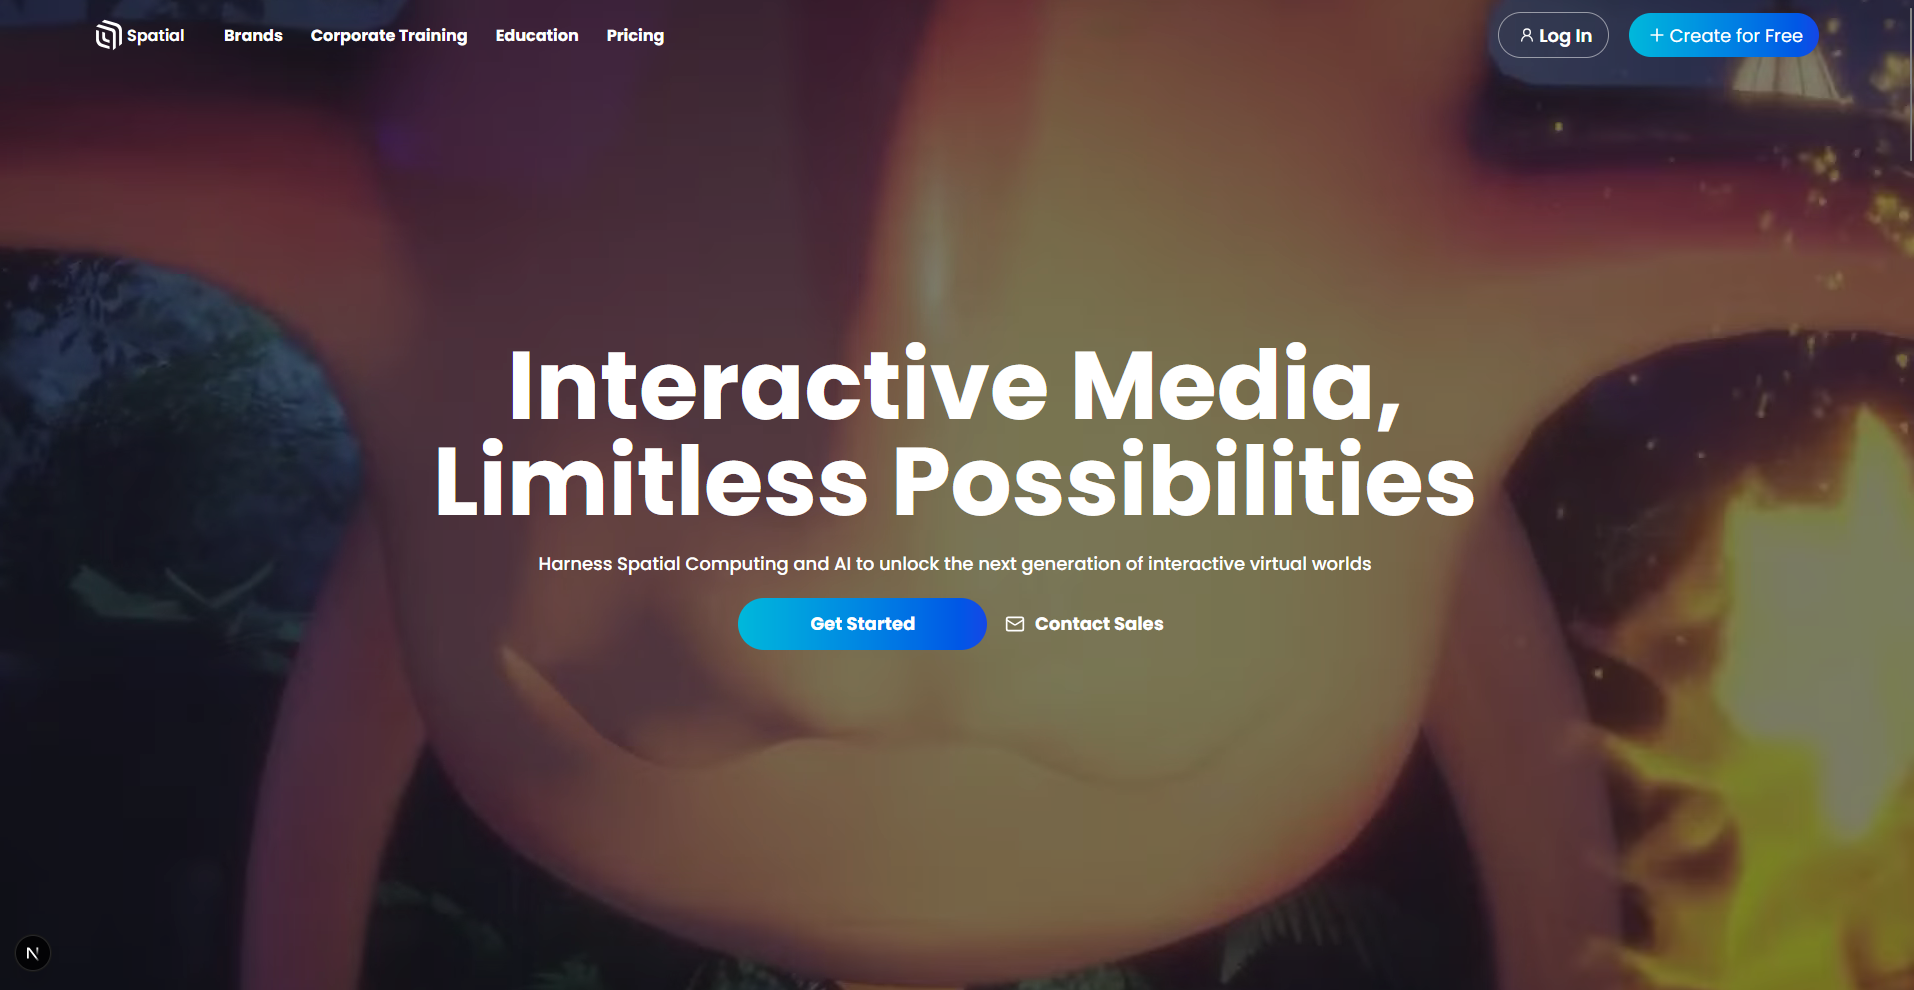 Spatial
Brands
Corporate Training
Education
Pricing
Log In
Create for Free
Interactive Media,
Limitless Possibilities
Harness Spatial Computing and AI to unlock the next generation of interactive virtual worlds
Get Started
Contact Sales
N